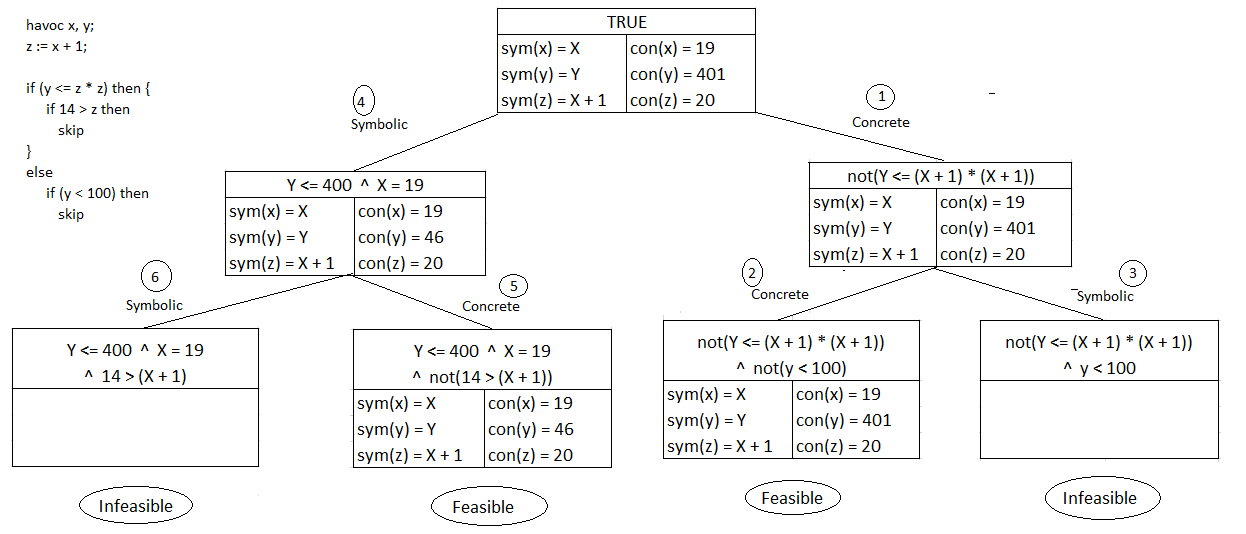 havoc x, y;
z := x + 1;
if (y <= z * z) then {
if 14 > z then
skip
}
else
if (y < 100) then
skip
TRUE
sym(x) = X
con(x) = 19
sym(y) = Y
con(y) = 401
sym(z) = X + 1
con(z) = 20
4
Symbolic
1
Concrete
Y <= 400 ^ X = 19
sym(x) = X
con(x) = 19
sym(y) = Y
con(y) = 46
sym(z) = X + 1
con(z) = 20
not(Y <= (X + 1) * (X + 1))
sym(x) = X
con(x) = 19
sym(y) = Y
con(y) = 401
sym(z) = X + 1
con(z) = 20
6
Symbolic
5
Concrete
2
Concrete
3
Symbolic
Y <= 400 ^ X = 19
^ 14 > (X + 1)
Infeasible
Y <= 400 ^ X = 19
^ not(14 > (X + 1))
sym(x) = X
con(x) = 19
sym(y) = Y
con(y) = 46
sym(z) = X + 1
con(z) = 20
Feasible
not(Y <= (X + 1) * (X + 1))
^ not(y < 100)
sym(x) = X
con(x) = 19
sym(y) = Y
con(y) = 401
sym(z) = X + 1
con(z) = 20
Feasible
not(Y <= (X + 1) * (X + 1))
^ y < 100
Infeasible